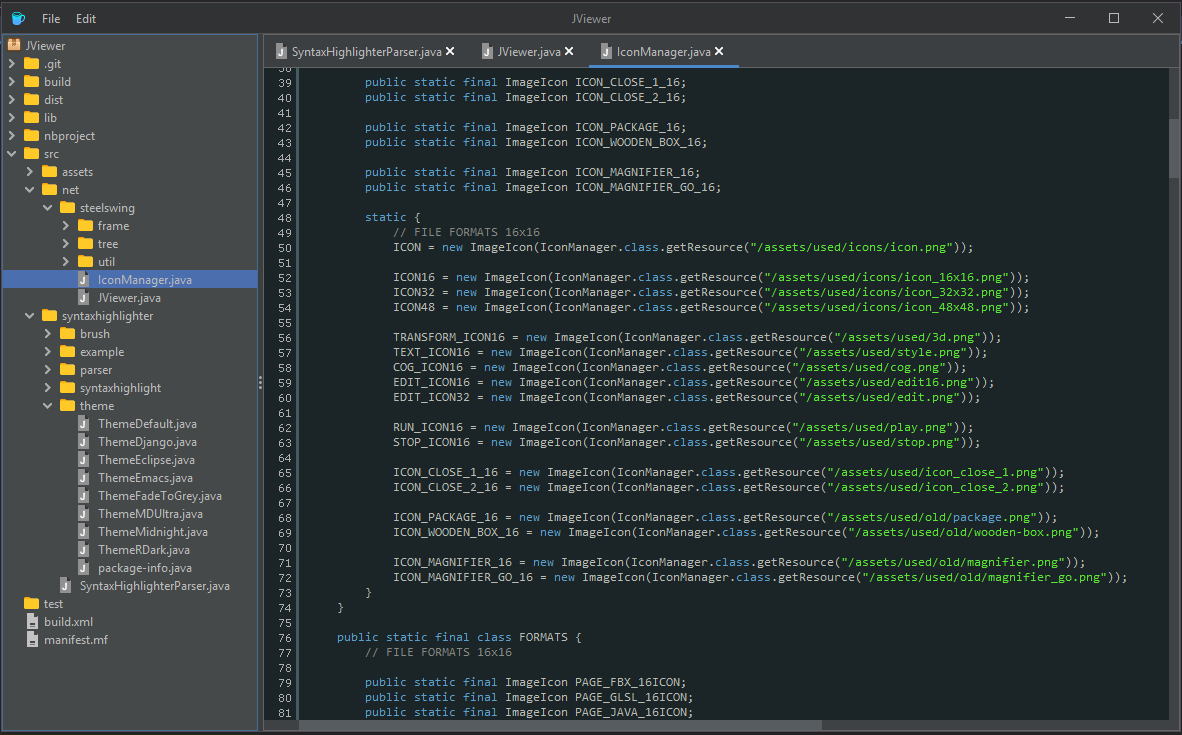 File Edit JViewer
JViewer
.git
build
dist
lib
nbproject
src
assets
net
steelswing
frame
tree
util
IconManager.java
JViewer.java
syntaxhighlighter
brush
example
parser
syntaxhighlight
theme
ThemeDefault.java
ThemeDjango.java
ThemeEclipse.java
ThemeEmacs.java
ThemeFadeToGrey.java
ThemeMDUltra.java
ThemeMidnight.java
ThemeRDark.java
package-info.java
SyntaxHighlighterParser.java
test
build.xml
manifest.mf
SyntaxHighlighterParser.java JViewer.java IconManager.java
38
39 public static final ImageIcon ICON_CLOSE_1_16;
40 public static final ImageIcon ICON_CLOSE_2_16;
41
42 public static final ImageIcon ICON_PACKAGE_16;
43 public static final ImageIcon ICON_WOODEN_BOX_16;
44
45 public static final ImageIcon ICON_MAGNIFIER_16;
46 public static final ImageIcon ICON_MAGNIFIER_GO_16;
47
48 static {
49 // FILE FORMATS 16x16
50 ICON = new ImageIcon(IconManager.class.getResource("/assets/used/icons/icon.png"));
51
52 ICON16 = new ImageIcon(IconManager.class.getResource("/assets/used/icons/icon_16x16.png"));
53 ICON32 = new ImageIcon(IconManager.class.getResource("/assets/used/icons/icon_32x32.png"));
54 ICON48 = new ImageIcon(IconManager.class.getResource("/assets/used/icons/icon_48x48.png"));
55
56 TRANSFORM_ICON16 = new ImageIcon(IconManager.class.getResource("/assets/used/3d.png"));
57 TEXT_ICON16 = new ImageIcon(IconManager.class.getResource("/assets/used/style.png"));
58 COG_ICON16 = new ImageIcon(IconManager.class.getResource("/assets/used/cog.png"));
59 EDIT_ICON16 = new ImageIcon(IconManager.class.getResource("/assets/used/edit16.png"));
60 EDIT_ICON32 = new ImageIcon(IconManager.class.getResource("/assets/used/edit.png"));
61
62 RUN_ICON16 = new ImageIcon(IconManager.class.getResource("/assets/used/play.png"));
63 STOP_ICON16 = new ImageIcon(IconManager.class.getResource("/assets/used/stop.png"));
64
65 ICON_CLOSE_1_16 = new ImageIcon(IconManager.class.getResource("/assets/used/icon_close_1.png"));
66 ICON_CLOSE_2_16 = new ImageIcon(IconManager.class.getResource("/assets/used/icon_close_2.png"));
67
68 ICON_PACKAGE_16 = new ImageIcon(IconManager.class.getResource("/assets/used/old/package.png"));
69 ICON_WOODEN_BOX_16 = new ImageIcon(IconManager.class.getResource("/assets/used/old/wooden-box.png"));
70
71 ICON_MAGNIFIER_16 = new ImageIcon(IconManager.class.getResource("/assets/used/old/magnifier.png"));
72 ICON_MAGNIFIER_GO_16 = new ImageIcon(IconManager.class.getResource("/assets/used/old/magnifier_go.png"));
73 }
74 }
75
76 public static final class FORMATS {
77 // FILE FORMATS 16x16
78
79 public static final ImageIcon PAGE_FBX_16ICON;
80 public static final ImageIcon PAGE_GLSL_16ICON;
81 public static final ImageIcon PAGE_JAVA_16ICON;